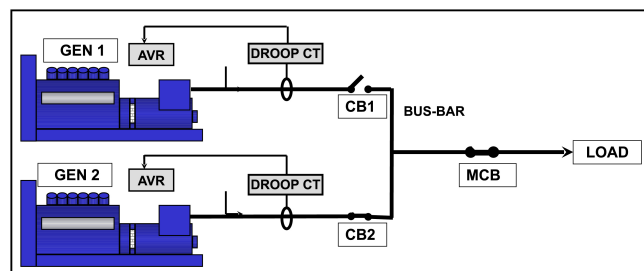 GEN 1
AVR
DROOP CT
CB1
BUS-BAR
LOAD
MCB
GEN 2
AVR
DROOP CT
CB2